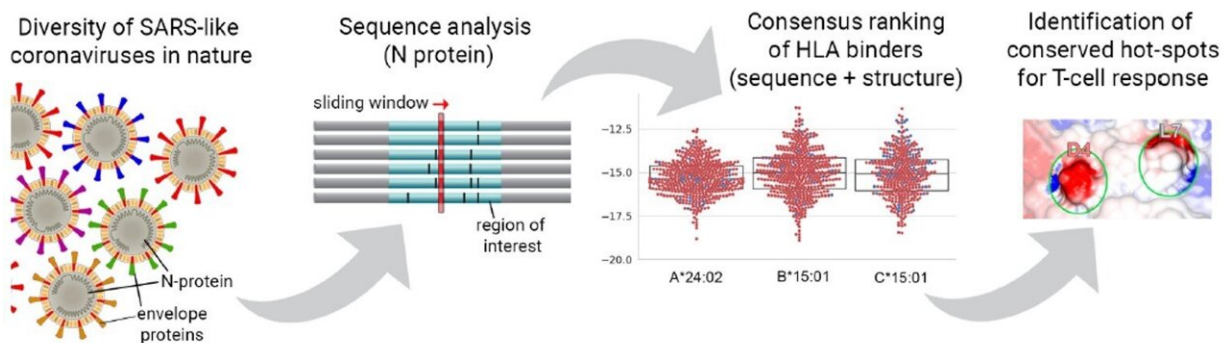 Diversity of SARS-like
coronaviruses in nature
N-protein
envelope
proteins
Sequence analysis
(N protein)
sliding window
region of
interest
Consensus ranking
of HLA binders
(sequence + structure)
−12.5
−15.0
−17.5
−20.0
A*24:02
B*15:01
C*15:01
Identification of
conserved hot-spots
for T-cell response
D4
L7